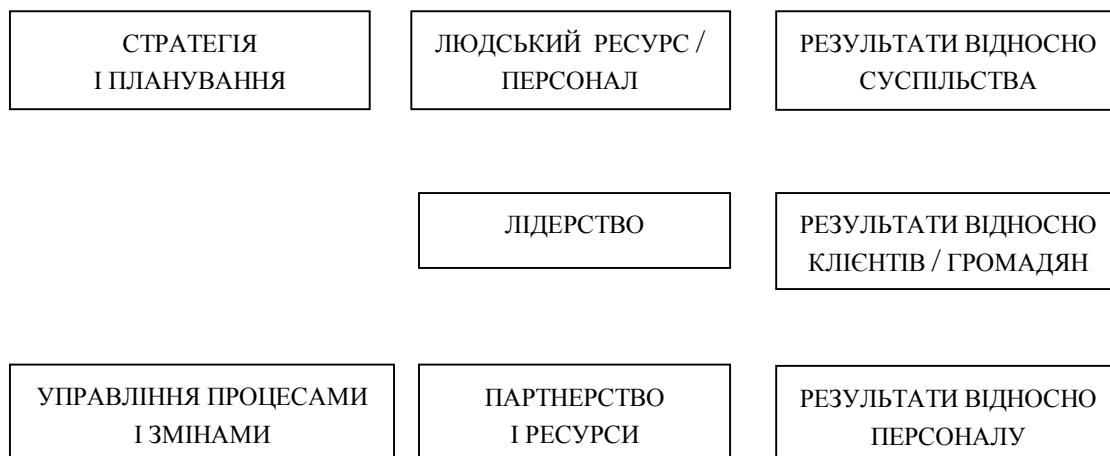 СТРАТЕГІЯ
І ПЛАНУВАННЯ
ЛЮДСЬКИЙ РЕСУРС /
ПЕРСОНАЛ
РЕЗУЛЬТАТИ ВІДНОСНО
СУСПІЛЬСТВА
ЛІДЕРСТВО
РЕЗУЛЬТАТИ ВІДНОСНО
КЛІЄНТІВ / ГРОМАДЯН
УПРАВЛІННЯ ПРОЦЕСАМИ
І ЗМІНАМИ
ПАРТНЕРСТВО
І РЕСУРСИ
РЕЗУЛЬТАТИ ВІДНОСНО
ПЕРСОНАЛУ